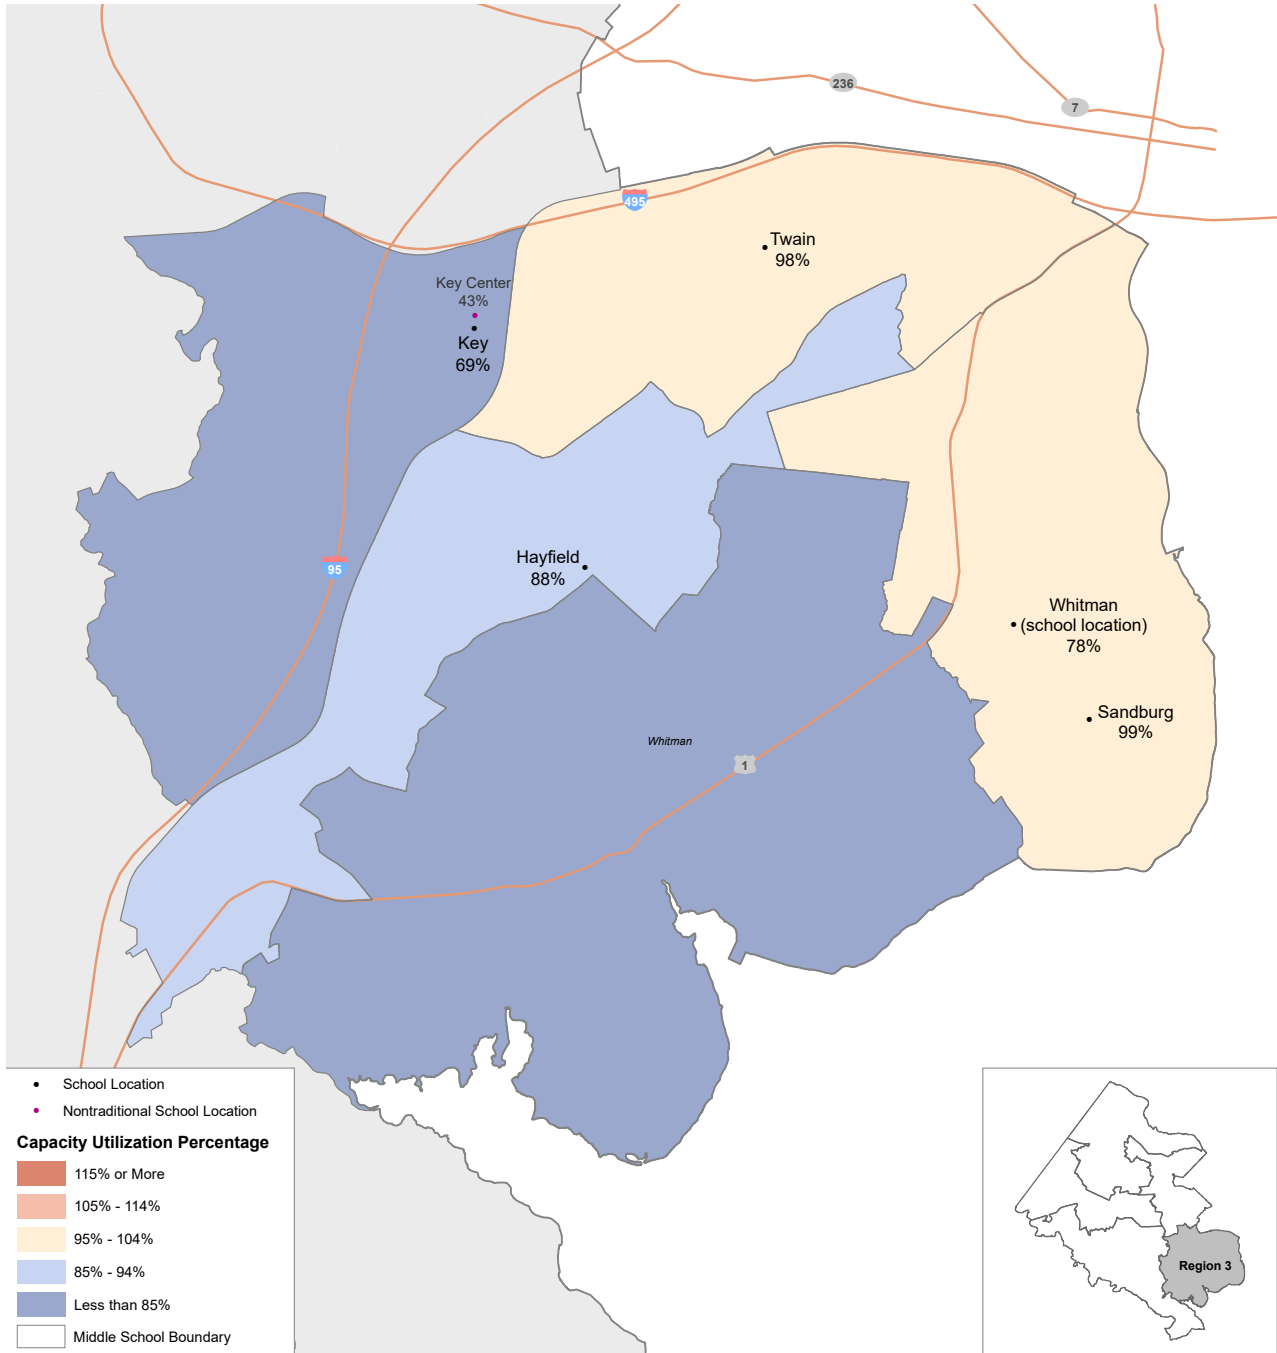 236
7
495
Twain
98%
Key Center
43%
Key
69%
95
Hayfield
88%
Whitman
(school location)
78%
Sandburg
99%
Whitman
1
School Location
Nontraditional School Location
Capacity Utilization Percentage
115% or More
105% - 114%
95% - 104%
85% - 94%
Less than 85%
Middle School Boundary
Region 3